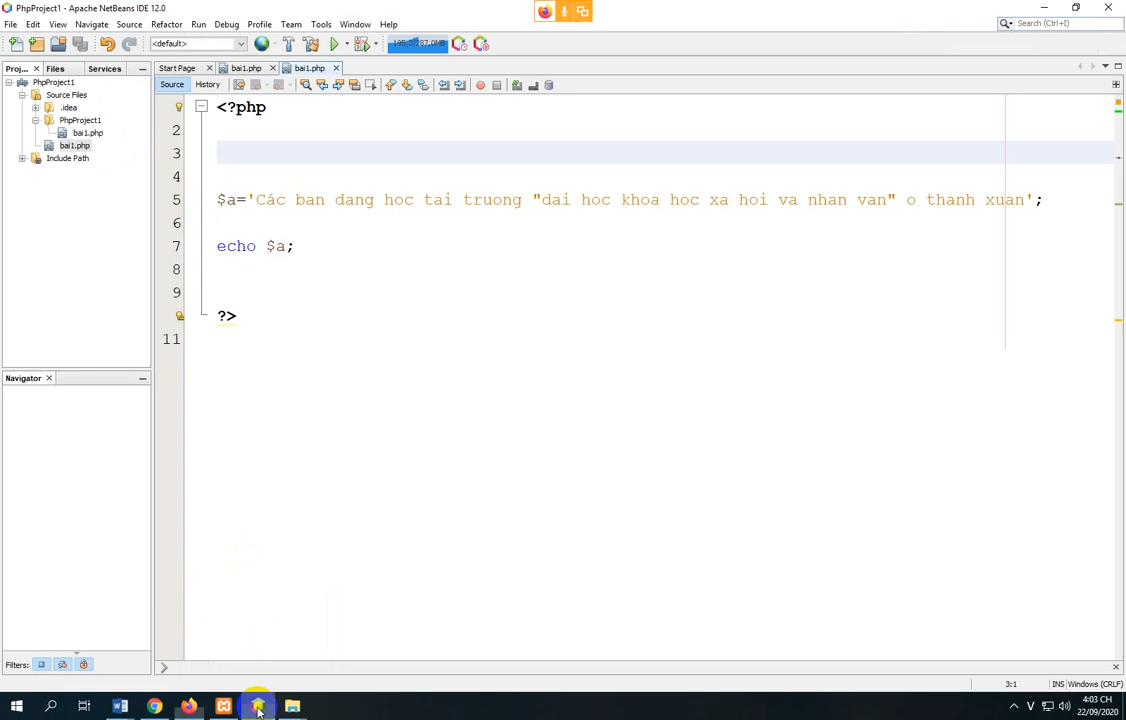 PhpProject1 - Apache NetBeans IDE 12.0
File Edit View Navigate Source Refactor Run Debug Profile Team Tools Window Help
Search (Ctrl+I)
<default>
195,3/287,0MB
Proj... Files Services
Start Page bai1.php bai1.php
PhpProject1
Source Files
.idea
PhpProject1
bai1.php
bai1.php
Include Path
Source History
<?php
2
3
4
5 $a='Các ban dang hoc tai truong "dai hoc khoa hoc xa hoi va nhan van" o thanh xuan';
6
7 echo $a;
8
9
?>
11
Navigator
Filters:
3:1 INS Windows (CRLF)
V
4:03 CH
22/09/2020